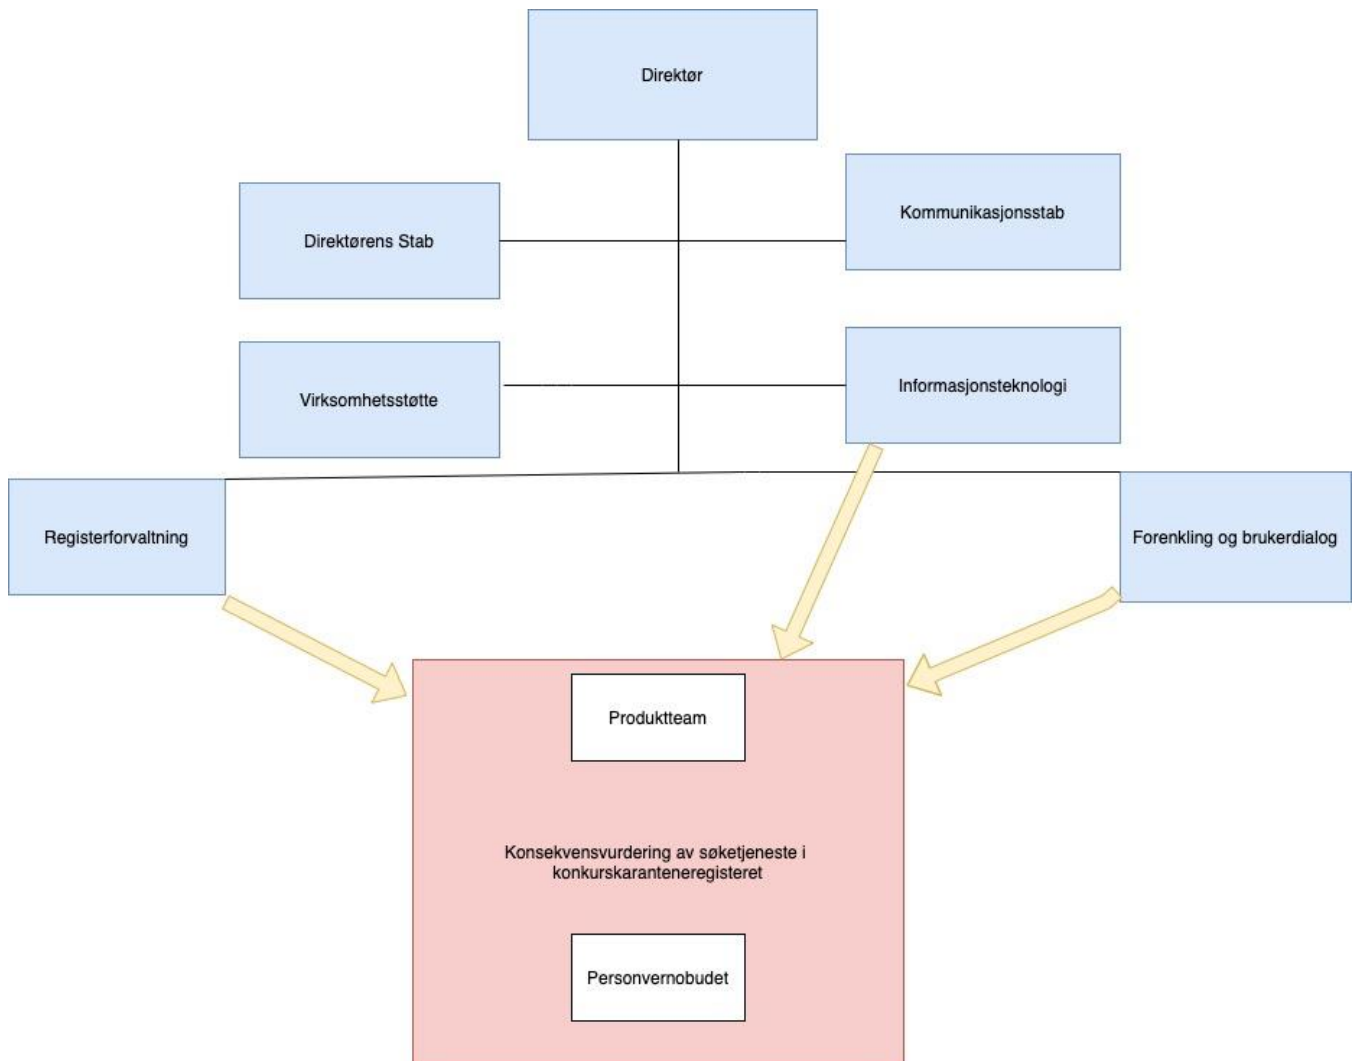 Direktør
Direktørens Stab
Kommunikasjonsstab
Virksomhetsstøtte
Informasjonsteknologi
Registerforvaltning
Forenkling og brukerdialog
Produktteam
Konsekvensvurdering av søketjeneste i
konkurskaranteneregisteret
Personvernobudet